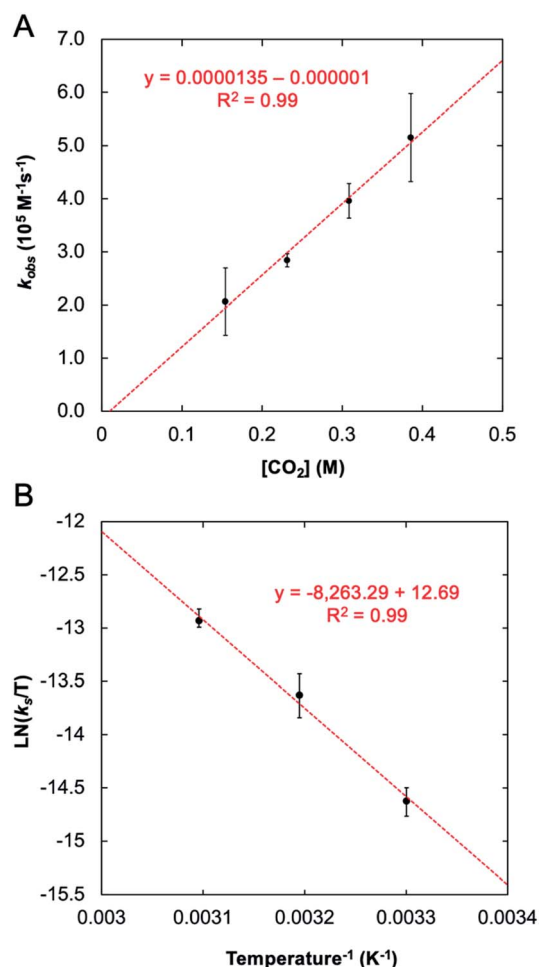 A
7.0
6.0
5.0
4.0
3.0
2.0
1.0
0.0
k_obs (10⁵ M⁻¹s⁻¹)
y = 0.0000135 – 0.000001
R² = 0.99
0 0.1 0.2 0.3 0.4 0.5
[CO₂] (M)
B
-12
-12.5
-13
-13.5
-14
-14.5
-15
-15.5
LN(kₛ/T)
y = -8,263.29 + 12.69
R² = 0.99
0.003 0.0031 0.0032 0.0033 0.0034
Temperature⁻¹ (K⁻¹)